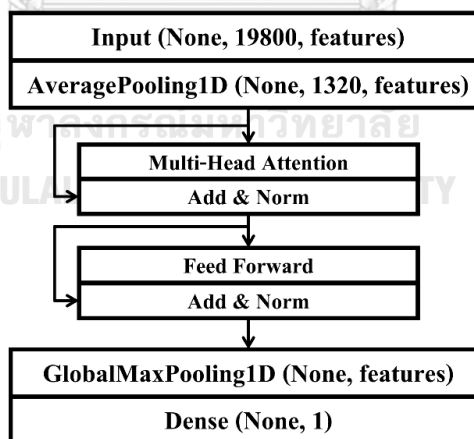 Input (None, 19800, features)
AveragePooling1D (None, 1320, features)
Multi-Head Attention
Add & Norm
Feed Forward
Add & Norm
GlobalMaxPooling1D (None, features)
Dense (None, 1)